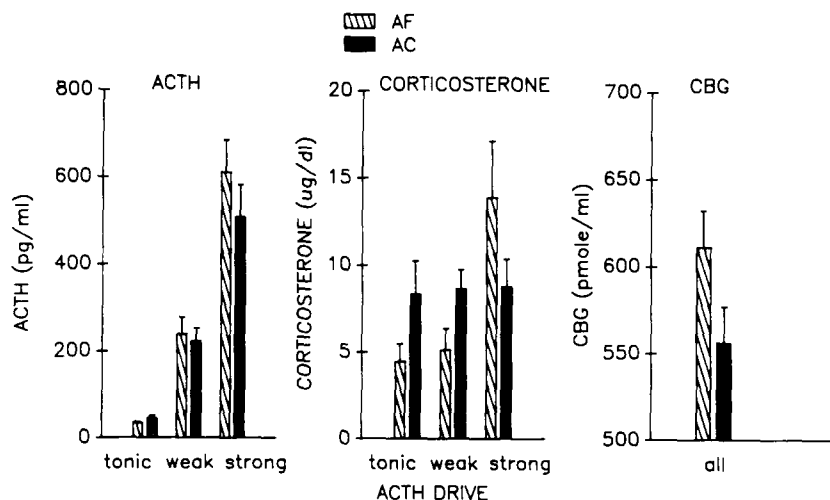 AF
AC
ACTH
CORTICOSTERONE
CBG
800
600
400
200
0
ACTH (pg/ml)
tonic weak strong
20
15
10
5
0
CORTICOSTERONE (ug/dl)
tonic weak strong
ACTH DRIVE
700
650
600
550
500
CBG (pmole/ml)
all